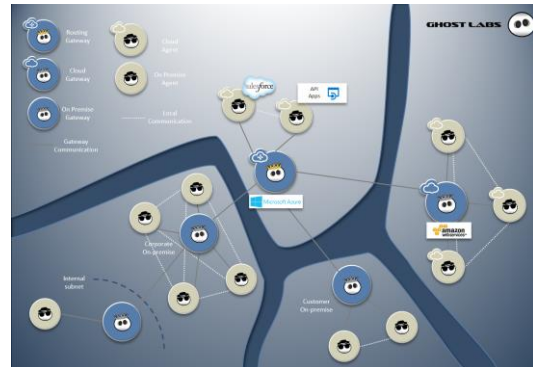 GHOST LABS
Routing
Gateway
Cloud
Agent
Cloud
Gateway
On Premise
Agent
On Premise
Gateway
Local
Communication
Gateway
Communication
salesforce
API
Apps
Microsoft Azure
amazon
webservices
Corporate
On-premise
Internal
subnet
Customer
On-premise